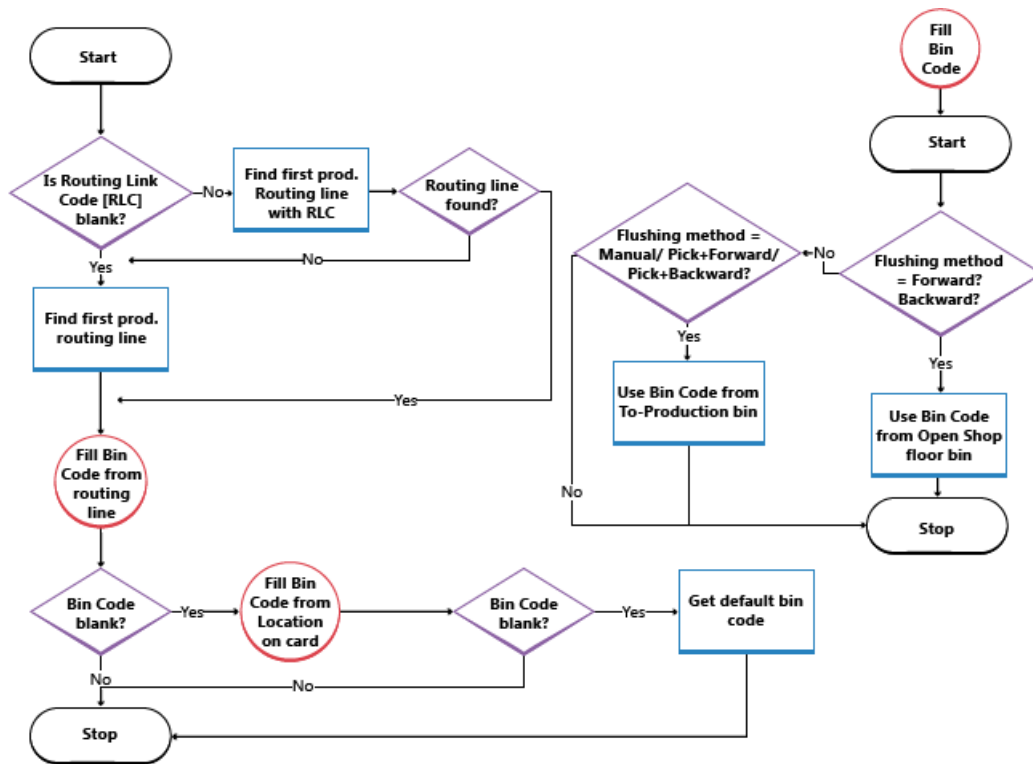 Start
Is Routing Link
Code [RLC]
blank?
No
Find first prod.
Routing line
with RLC
Routing line
found?
No
Yes
Find first prod.
routing line
Yes
Fill Bin
Code from
routing
line
Bin Code
blank?
Yes
Fill Bin
Code from
Location
on card
Bin Code
blank?
Yes
Get default bin
code
No
No
Stop
Fill
Bin
Code
Start
Flushing method
= Forward?
Backward?
No
Flushing method =
Manual/ Pick+Forward/
Pick+Backward?
Yes
Use Bin Code from
To-Production bin
No
Yes
Use Bin Code
from Open Shop
floor bin
Stop